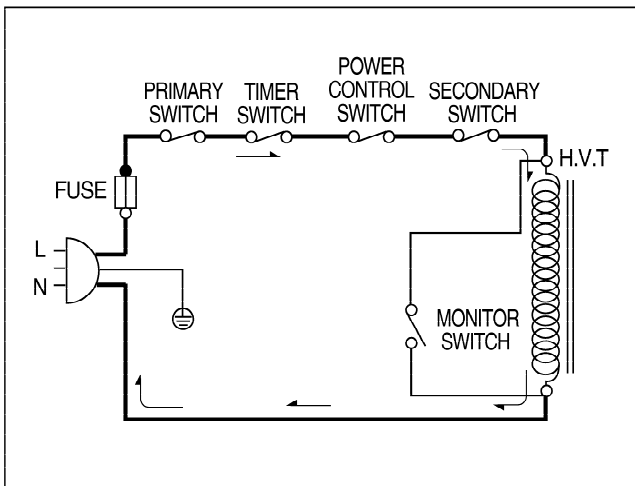 PRIMARY
SWITCH
TIMER
SWITCH
POWER
CONTROL
SWITCH
SECONDARY
SWITCH
H.V.T
FUSE
L
N
MONITOR
SWITCH